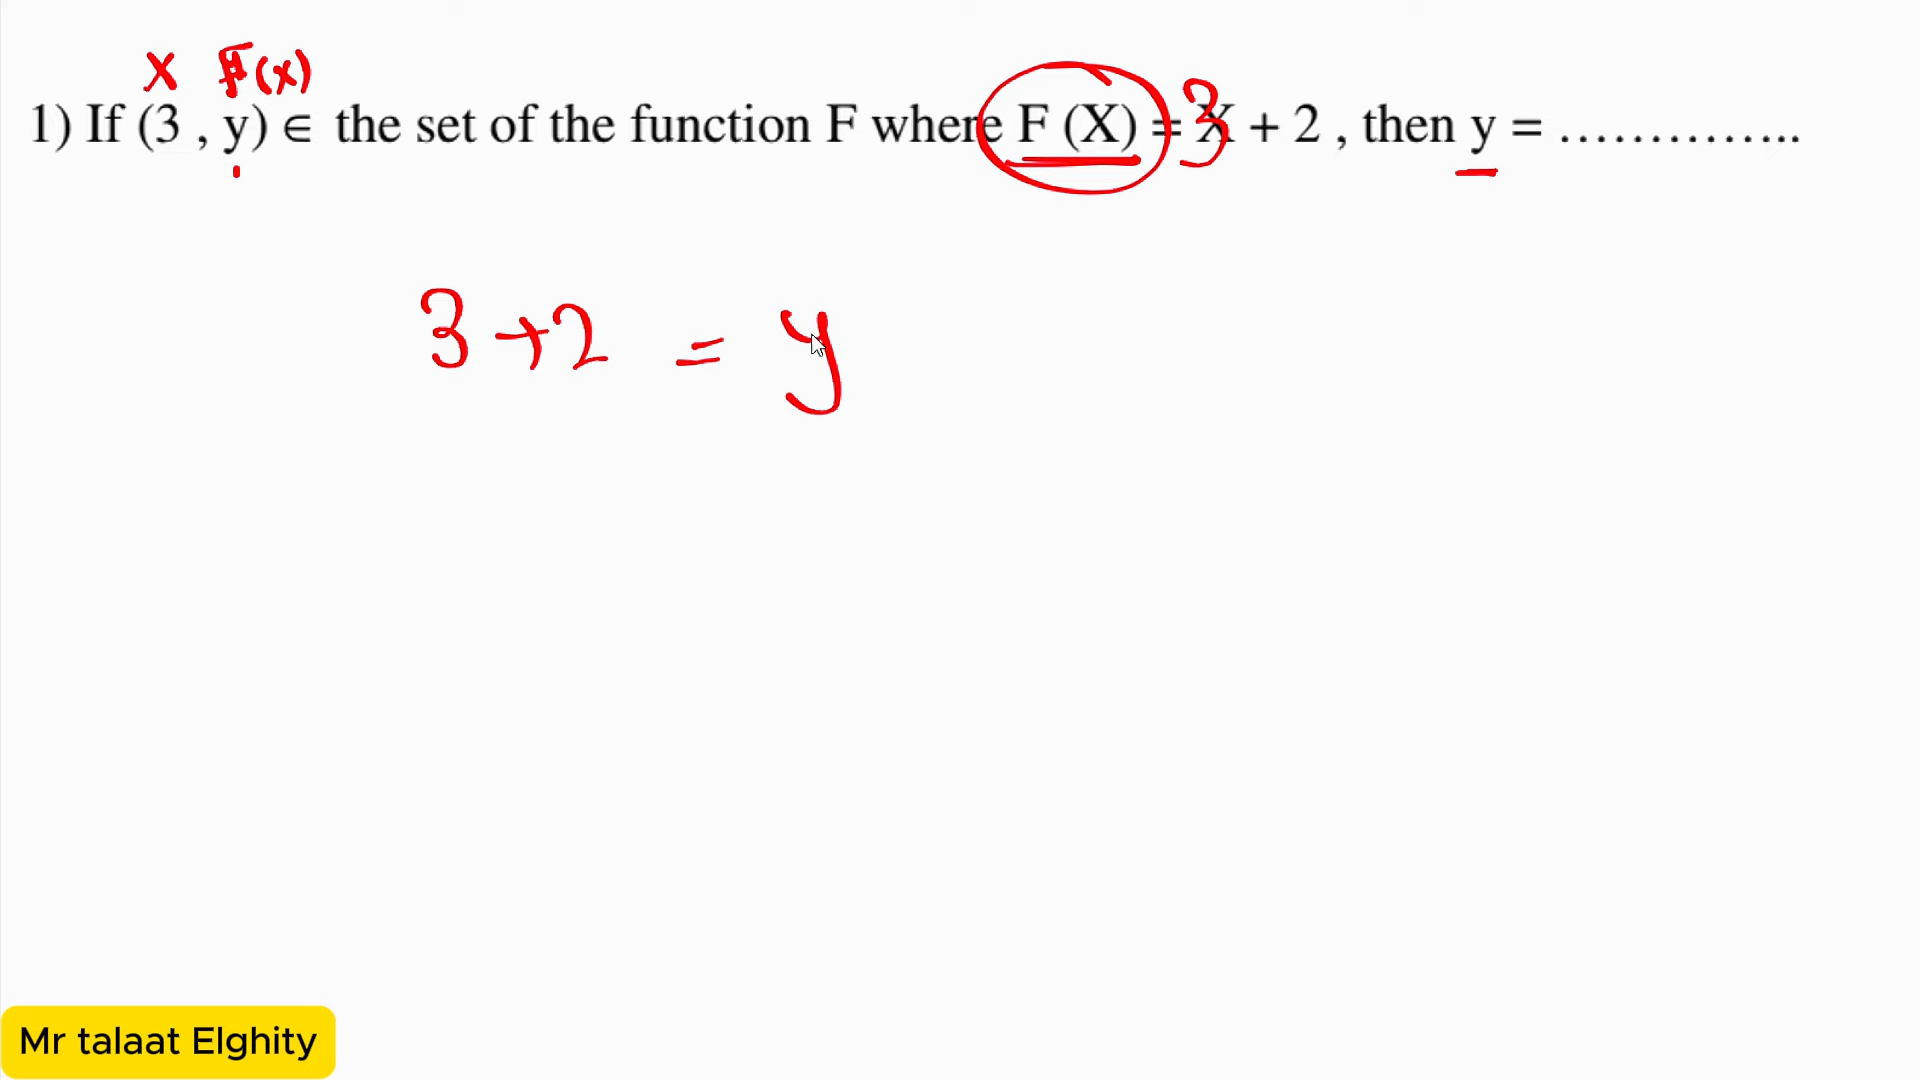 X F(x)
1) If (3 , y) ∈ the set of the function F where F (X) = X + 2 , then y = …………..
3
3 + 2 = y
Mr talaat Elghity